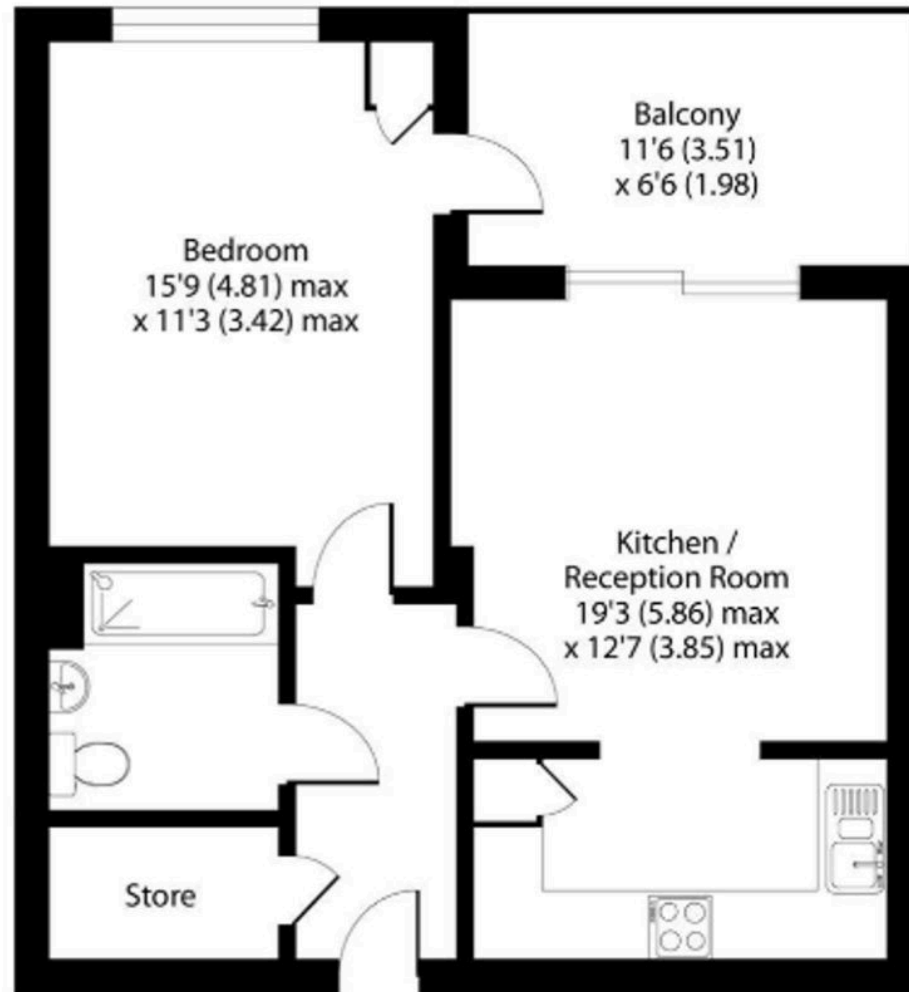 Balcony
11'6 (3.51)
x 6'6 (1.98)
Bedroom
15'9 (4.81) max
x 11'3 (3.42) max
Kitchen /
Reception Room
19'3 (5.86) max
x 12'7 (3.85) max
Store